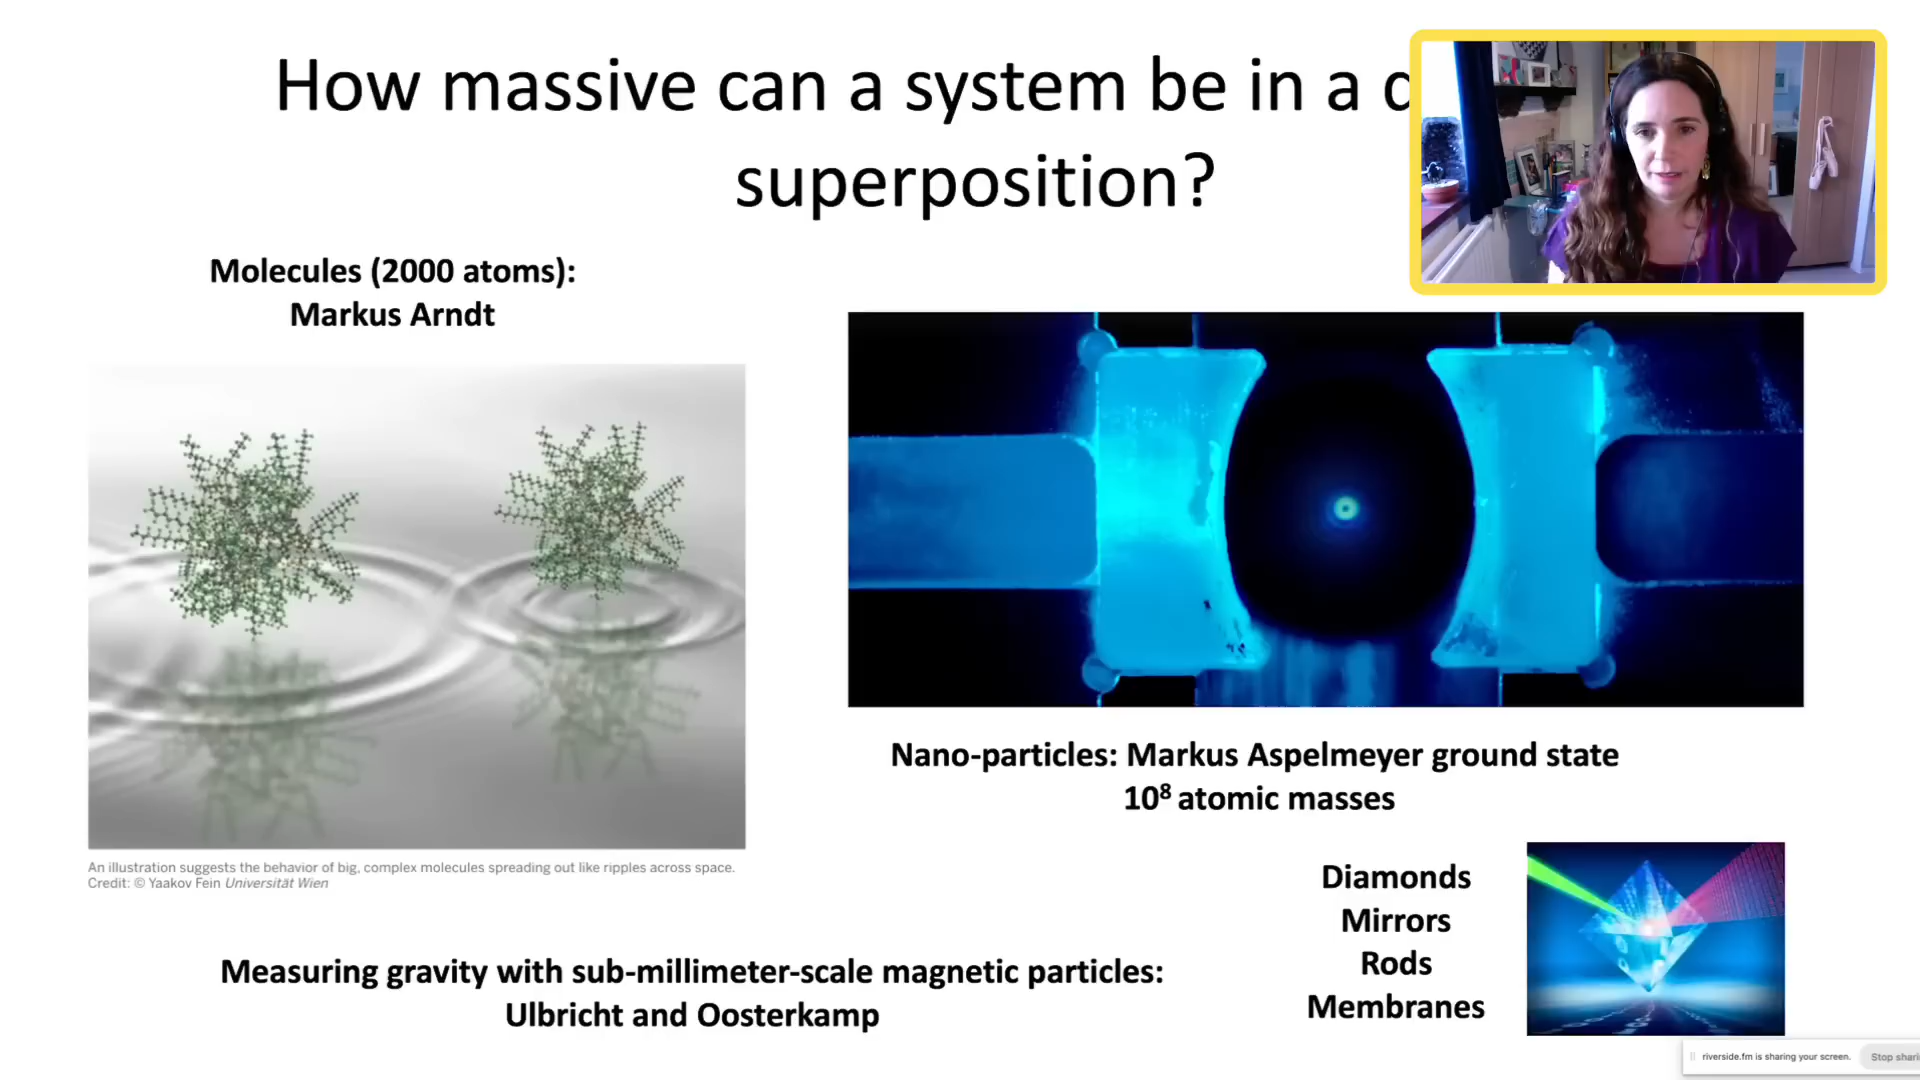 How massive can a system be in a
superposition?
Molecules (2000 atoms):
Markus Arndt
Nano-particles: Markus Aspelmeyer ground state
10⁸ atomic masses
An illustration suggests the behavior of big, complex molecules spreading out like ripples across space.
Credit: © Yaakov Fein Universität Wien
Diamonds
Mirrors
Rods
Membranes
Measuring gravity with sub-millimeter-scale magnetic particles:
Ulbricht and Oosterkamp
riverside.fm is sharing your screen.
Stop